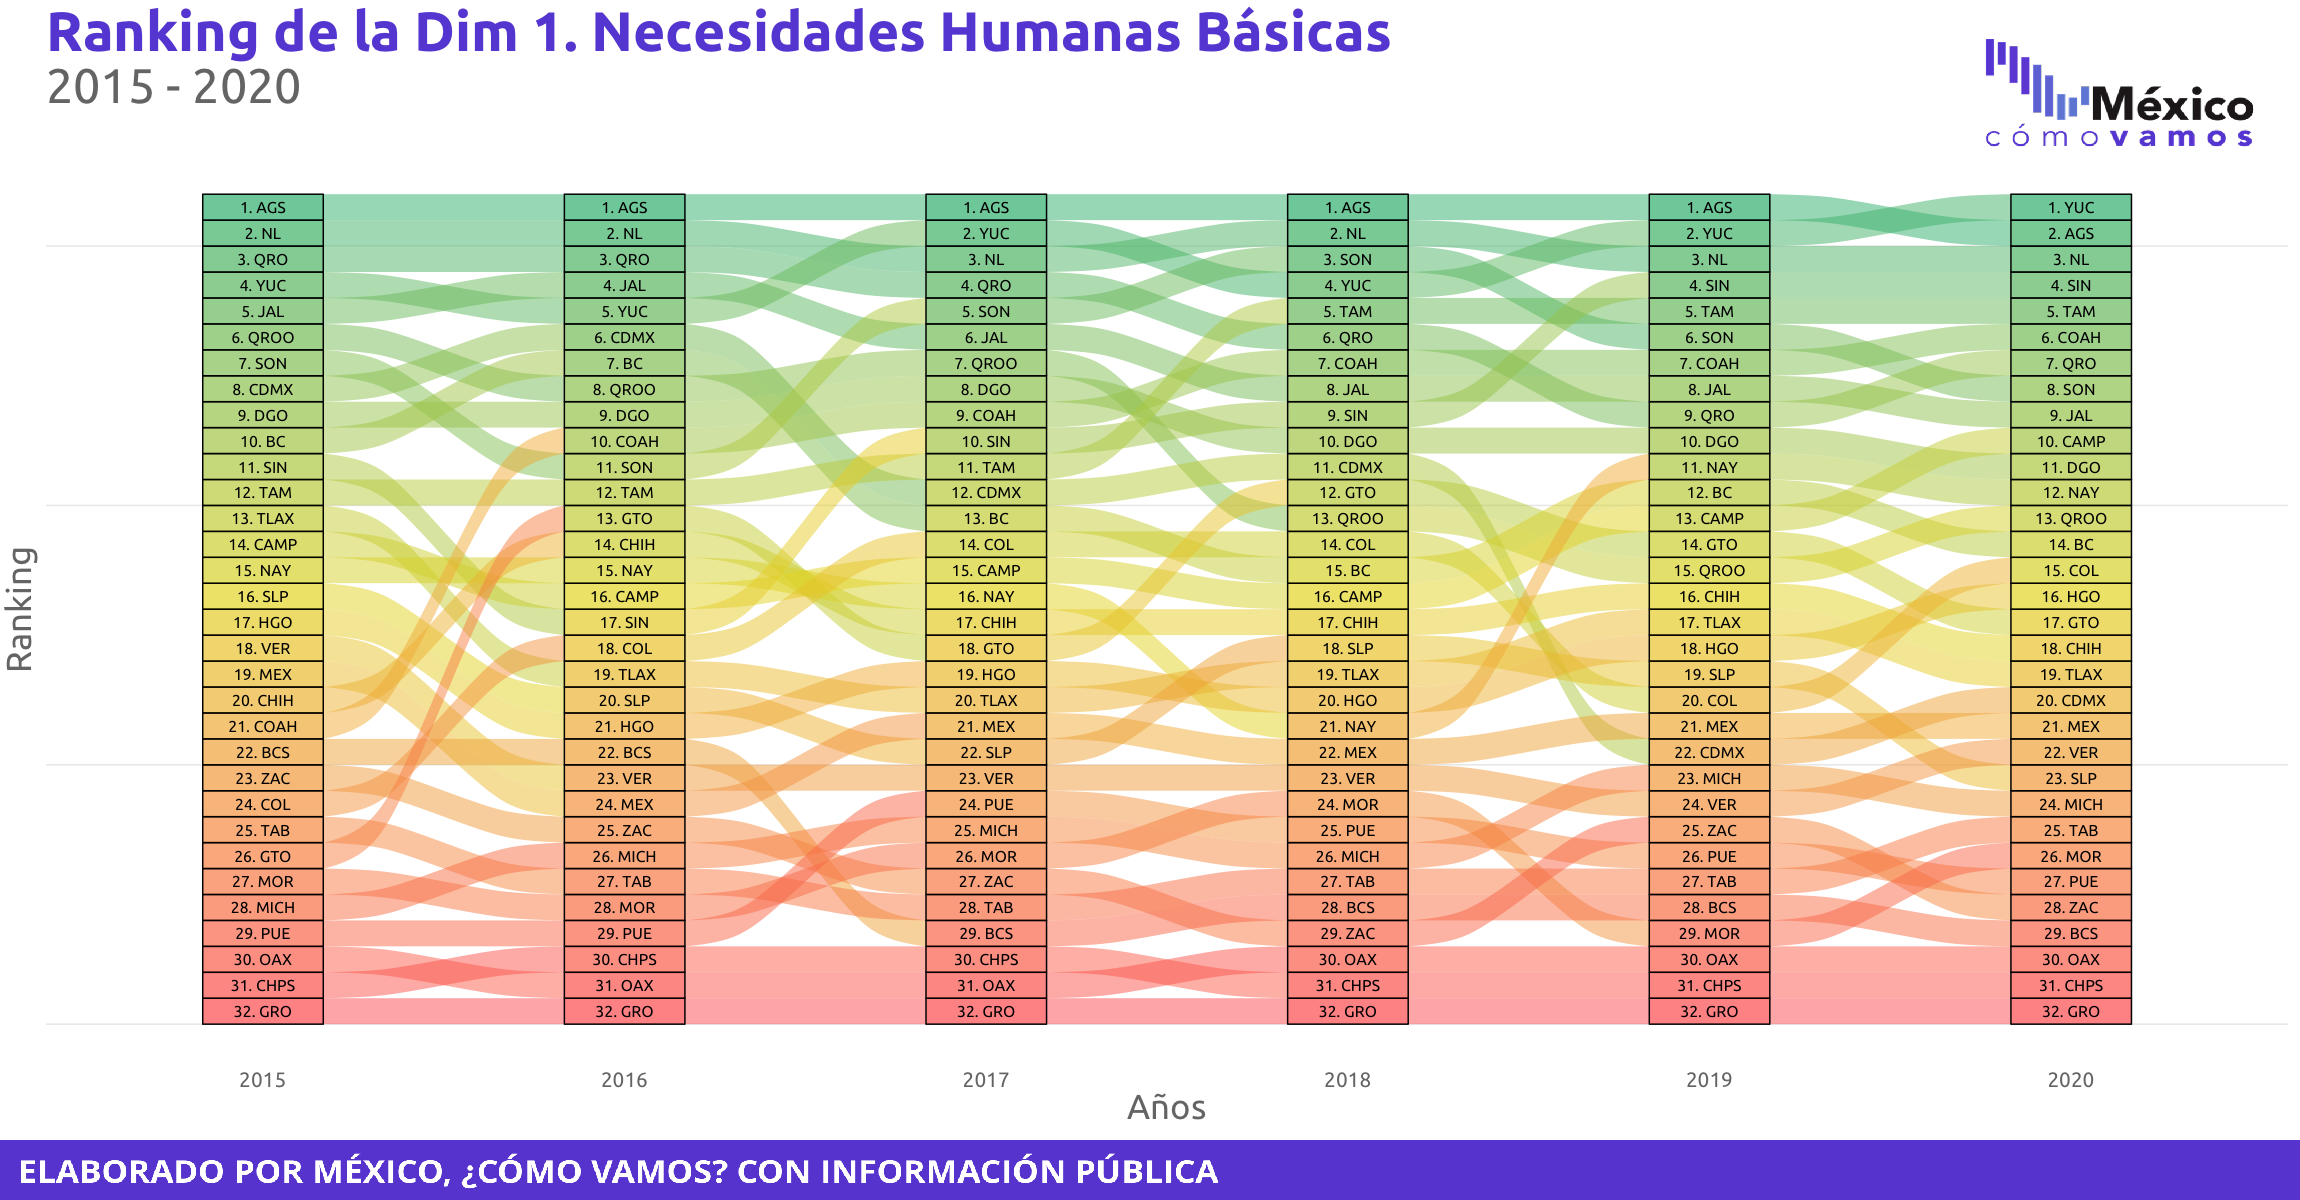 Ranking de la Dim 1. Necesidades Humanas Básicas
2015 - 2020
México
cómovamos
Ranking
1. AGS 1. AGS 1. AGS 1. AGS 1. AGS 1. YUC
2. NL 2. NL 2. YUC 2. NL 2. YUC 2. AGS
3. QRO 3. QRO 3. NL 3. SON 3. NL 3. NL
4. YUC 4. JAL 4. QRO 4. YUC 4. SIN 4. SIN
5. JAL 5. YUC 5. SON 5. TAM 5. TAM 5. TAM
6. QROO 6. CDMX 6. JAL 6. QRO 6. SON 6. COAH
7. SON 7. BC 7. QROO 7. COAH 7. COAH 7. QRO
8. CDMX 8. QROO 8. DGO 8. JAL 8. JAL 8. SON
9. DGO 9. DGO 9. COAH 9. SIN 9. QRO 9. JAL
10. BC 10. COAH 10. SIN 10. DGO 10. DGO 10. CAMP
11. SIN 11. SON 11. TAM 11. CDMX 11. NAY 11. DGO
12. TAM 12. TAM 12. CDMX 12. GTO 12. BC 12. NAY
13. TLAX 13. GTO 13. BC 13. QROO 13. CAMP 13. QROO
14. CAMP 14. CHIH 14. COL 14. COL 14. GTO 14. BC
15. NAY 15. NAY 15. CAMP 15. BC 15. QROO 15. COL
16. SLP 16. CAMP 16. NAY 16. CAMP 16. CHIH 16. HGO
17. HGO 17. SIN 17. CHIH 17. CHIH 17. TLAX 17. GTO
18. VER 18. COL 18. GTO 18. SLP 18. HGO 18. CHIH
19. MEX 19. TLAX 19. HGO 19. TLAX 19. SLP 19. TLAX
20. CHIH 20. SLP 20. TLAX 20. HGO 20. COL 20. CDMX
21. COAH 21. HGO 21. MEX 21. NAY 21. MEX 21. MEX
22. BCS 22. BCS 22. SLP 22. MEX 22. CDMX 22. VER
23. ZAC 23. VER 23. VER 23. VER 23. MICH 23. SLP
24. COL 24. MEX 24. PUE 24. MOR 24. VER 24. MICH
25. TAB 25. ZAC 25. MICH 25. PUE 25. ZAC 25. TAB
26. GTO 26. MICH 26. MOR 26. MICH 26. PUE 26. MOR
27. MOR 27. TAB 27. ZAC 27. TAB 27. TAB 27. PUE
28. MICH 28. MOR 28. TAB 28. BCS 28. BCS 28. ZAC
29. PUE 29. PUE 29. BCS 29. ZAC 29. MOR 29. BCS
30. OAX 30. CHPS 30. CHPS 30. OAX 30. OAX 30. OAX
31. CHPS 31. OAX 31. OAX 31. CHPS 31. CHPS 31. CHPS
32. GRO 32. GRO 32. GRO 32. GRO 32. GRO 32. GRO
2015 2016 2017 2018 2019 2020
Años
ELABORADO POR MÉXICO, ¿CÓMO VAMOS? CON INFORMACIÓN PÚBLICA